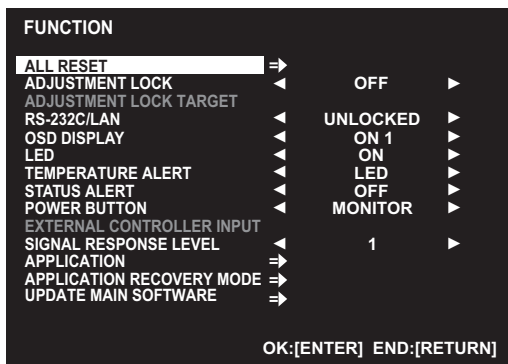 FUNCTION
ALL RESET
ADJUSTMENT LOCK OFF
ADJUSTMENT LOCK TARGET
RS-232C/LAN UNLOCKED
OSD DISPLAY ON 1
LED ON
TEMPERATURE ALERT LED
STATUS ALERT OFF
POWER BUTTON MONITOR
EXTERNAL CONTROLLER INPUT
SIGNAL RESPONSE LEVEL 1
APPLICATION
APPLICATION RECOVERY MODE
UPDATE MAIN SOFTWARE
OK:[ENTER] END:[RETURN]